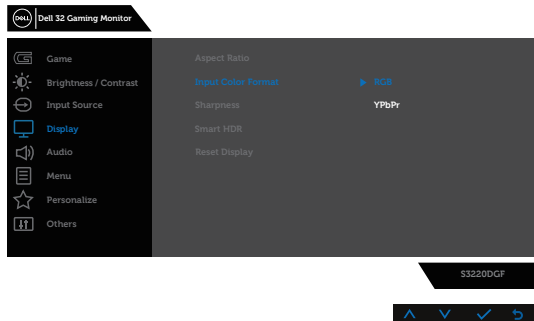 DELL Dell 32 Gaming Monitor
Game
Brightness / Contrast
Input Source
Display
Audio
Menu
Personalize
Others
Aspect Ratio
Input Color Format RGB
Sharpness YPbPr
Smart HDR
Reset Display
S3220DGF